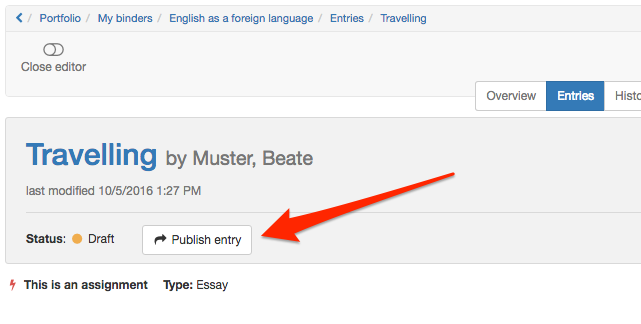 / Portfolio / My binders / English as a foreign language / Entries / Travelling
Close editor
Overview Entries Histo
Travelling by Muster, Beate
last modified 10/5/2016 1:27 PM
Status: Draft Publish entry
This is an assignment Type: Essay